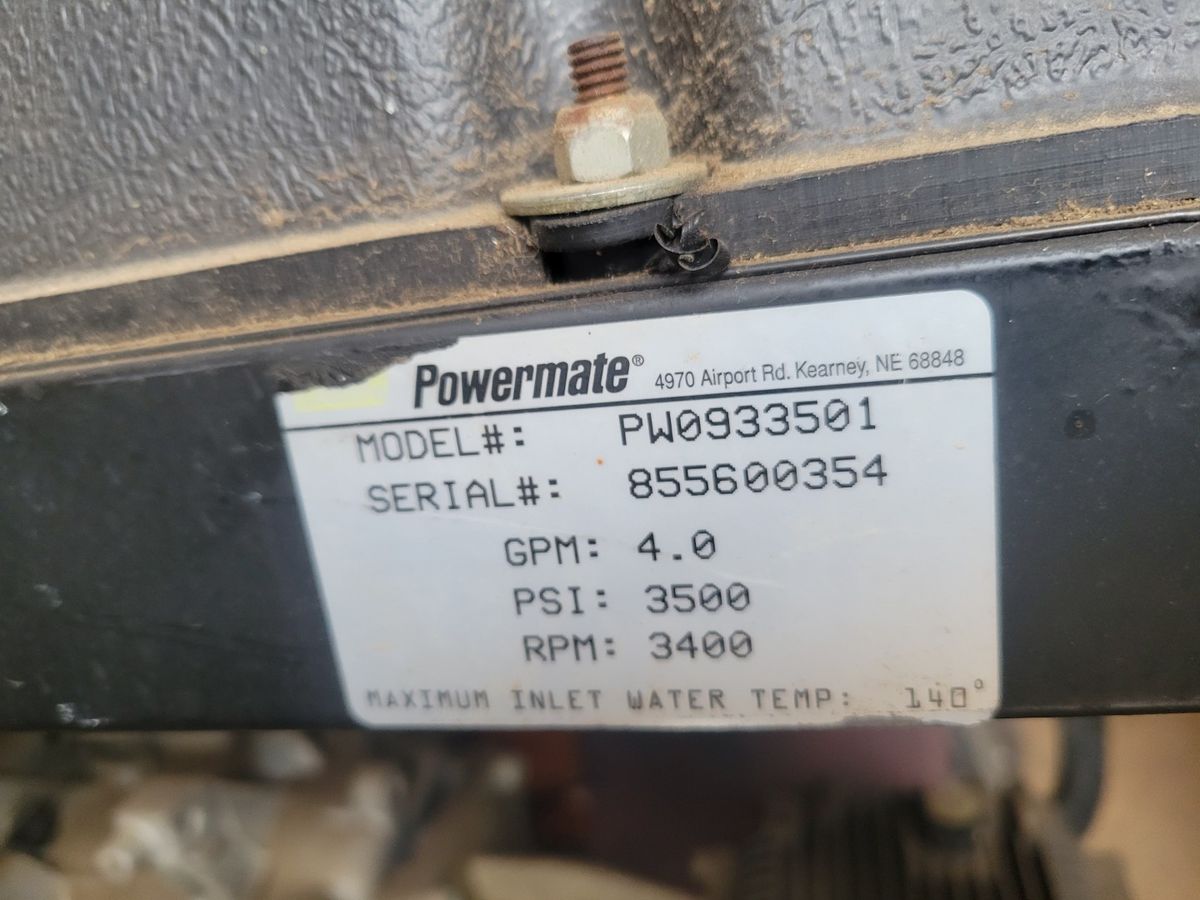 Powermate® 4970 Airport Rd. Kearney, NE 68848
MODEL#: PW0933501
SERIAL#: 855600354
GPM: 4.0
PSI: 3500
RPM: 3400
MAXIMUM INLET WATER TEMP: 140°